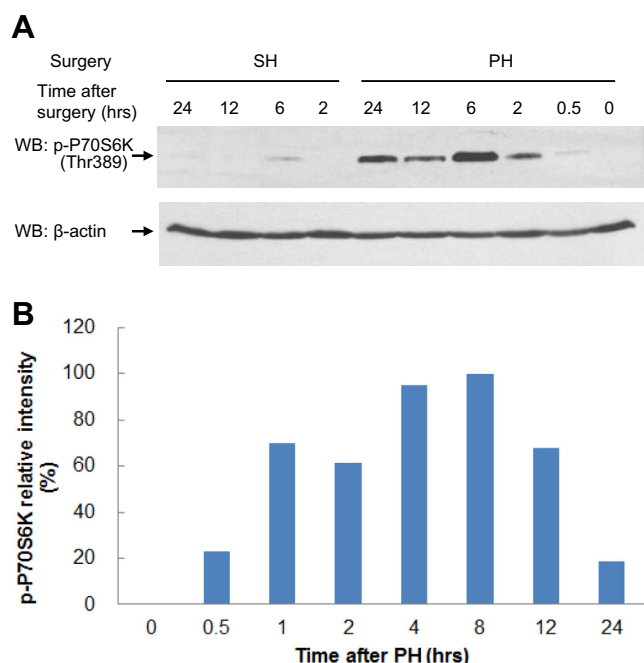 A
Surgery SH PH
Time after
surgery (hrs) 24 12 6 2 24 12 6 2 0.5 0
WB: p-P70S6K
(Thr389)
WB: β-actin
B
p-P70S6K relative intensity
(%)
120
100
80
60
40
20
0
0 0.5 1 2 4 8 12 24
Time after PH (hrs)